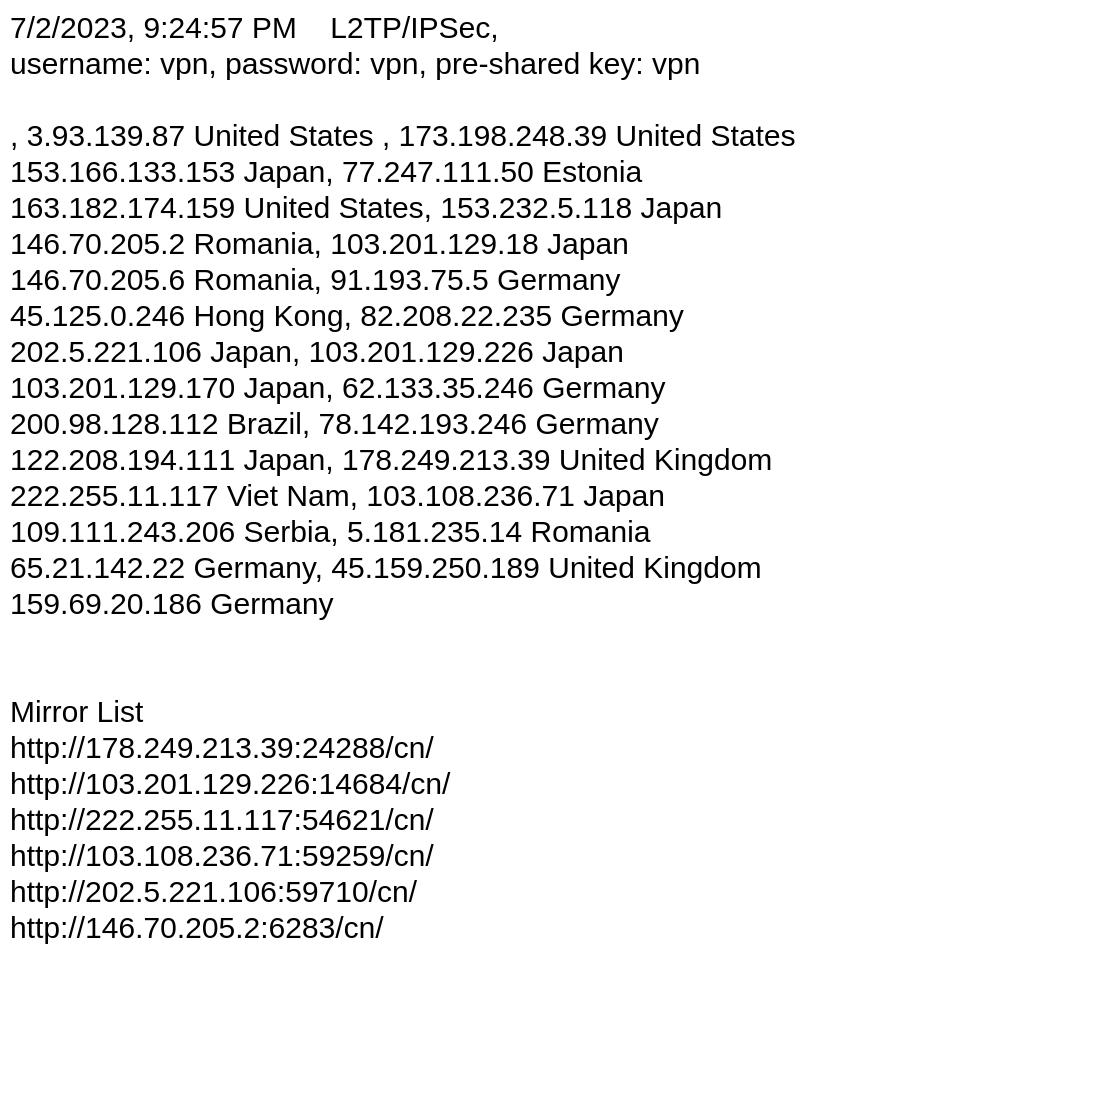 7/2/2023, 9:24:57 PM    L2TP/IPSec,
username: vpn, password: vpn, pre-shared key: vpn
, 3.93.139.87 United States , 173.198.248.39 United States
153.166.133.153 Japan, 77.247.111.50 Estonia
163.182.174.159 United States, 153.232.5.118 Japan
146.70.205.2 Romania, 103.201.129.18 Japan
146.70.205.6 Romania, 91.193.75.5 Germany
45.125.0.246 Hong Kong, 82.208.22.235 Germany
202.5.221.106 Japan, 103.201.129.226 Japan
103.201.129.170 Japan, 62.133.35.246 Germany
200.98.128.112 Brazil, 78.142.193.246 Germany
122.208.194.111 Japan, 178.249.213.39 United Kingdom
222.255.11.117 Viet Nam, 103.108.236.71 Japan
109.111.243.206 Serbia, 5.181.235.14 Romania
65.21.142.22 Germany, 45.159.250.189 United Kingdom
159.69.20.186 Germany
Mirror List
http://178.249.213.39:24288/cn/
http://103.201.129.226:14684/cn/
http://222.255.11.117:54621/cn/
http://103.108.236.71:59259/cn/
http://202.5.221.106:59710/cn/
http://146.70.205.2:6283/cn/